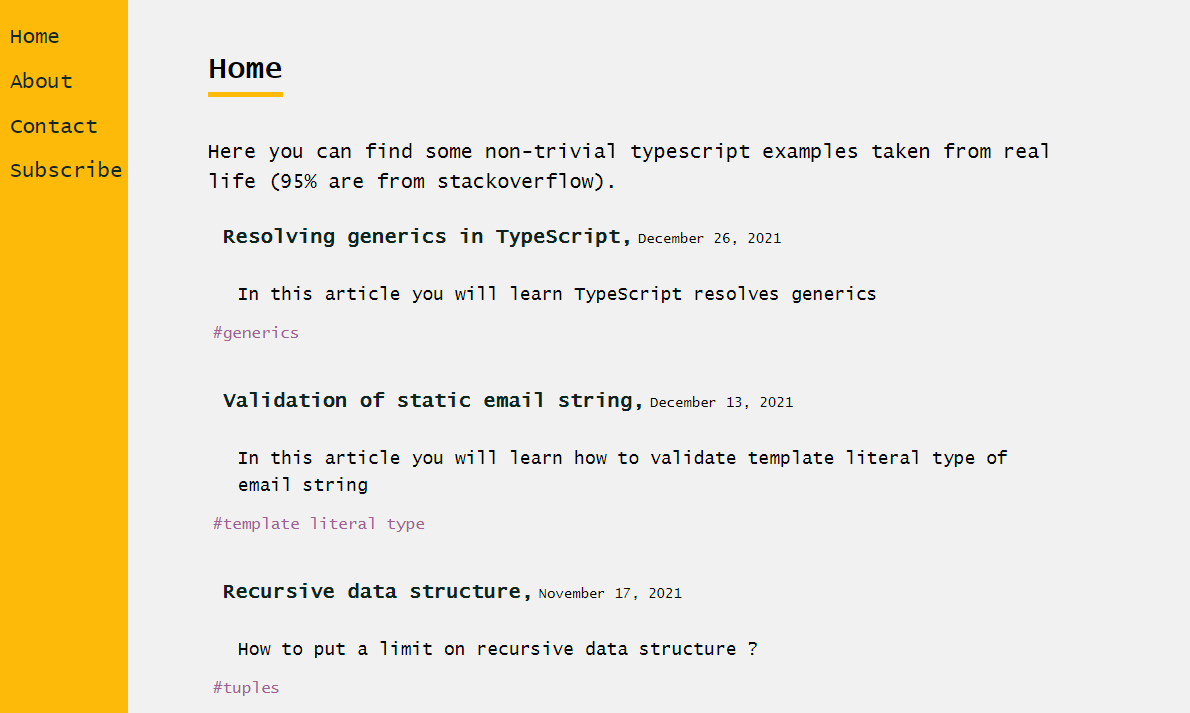 Home
About
Contact
Subscribe
Home
Here you can find some non-trivial typescript examples taken from real
life (95% are from stackoverflow).
Resolving generics in TypeScript, December 26, 2021
In this article you will learn TypeScript resolves generics
#generics
Validation of static email string, December 13, 2021
In this article you will learn how to validate template literal type of
email string
#template literal type
Recursive data structure, November 17, 2021
How to put a limit on recursive data structure ?
#tuples